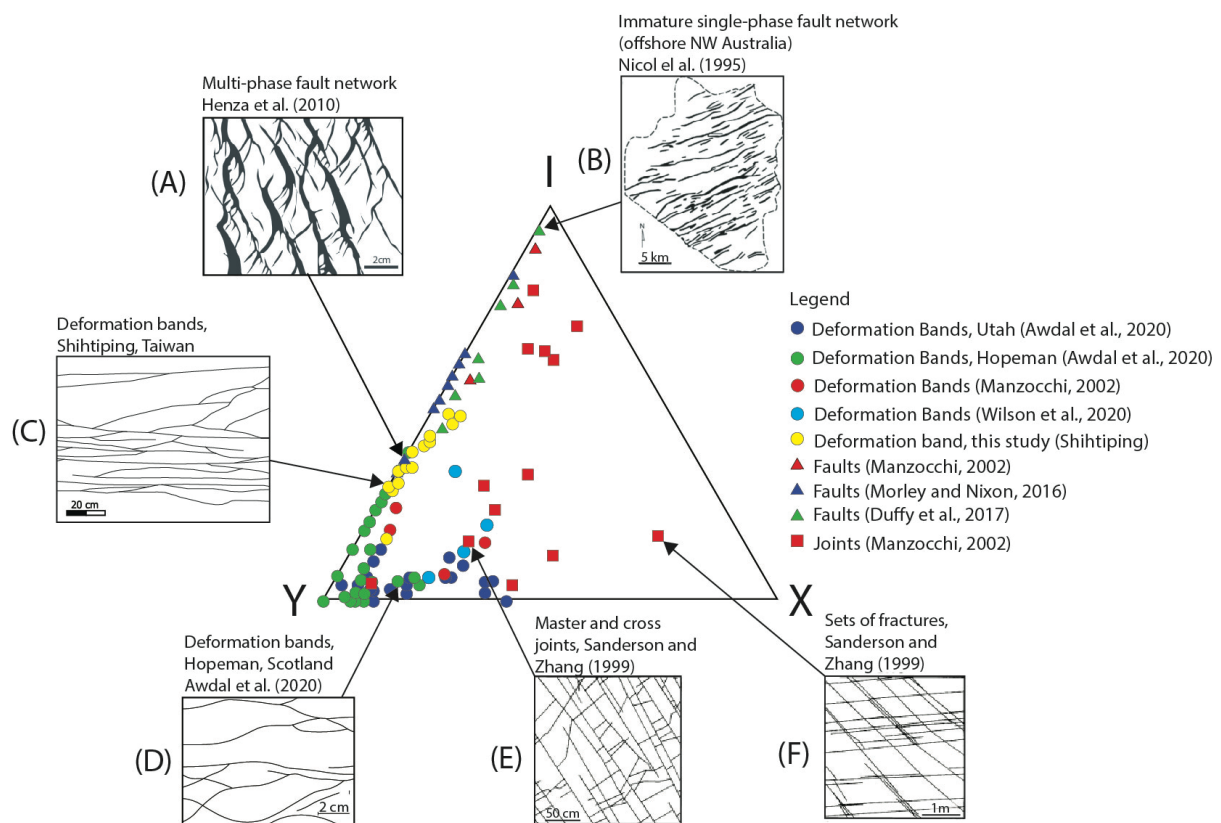 Immature single-phase fault network
(offshore NW Australia)
Nicol el al. (1995)
(B)
N
5 km
Multi-phase fault network
Henza et al. (2010)
(A)
2cm
I
Legend
Deformation Bands, Utah (Awdal et al., 2020)
Deformation Bands, Hopeman (Awdal et al., 2020)
Deformation Bands (Manzocchi, 2002)
Deformation Bands (Wilson et al., 2020)
Deformation band, this study (Shihtiping)
Faults (Manzocchi, 2002)
Faults (Morley and Nixon, 2016)
Faults (Duffy et al., 2017)
Joints (Manzocchi, 2002)
Deformation bands,
Shihtiping, Taiwan
(C)
20 cm
Y
X
Deformation bands,
Hopeman, Scotland
Awdal et al. (2020)
(D)
2 cm
Master and cross
joints, Sanderson and
Zhang (1999)
(E)
50 cm
Sets of fractures,
Sanderson and
Zhang (1999)
(F)
1m